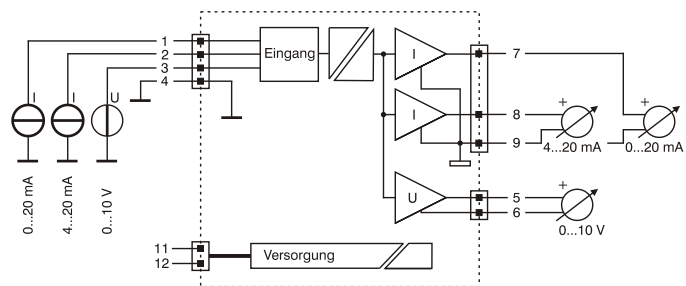 1
2
3
4
Eingang
I
7
I
I
U
I
8
9
+
+
4...20 mA
0...20 mA
0...20 mA
4...20 mA
0...10 V
U
5
6
+
0...10 V
11
12
Versorgung